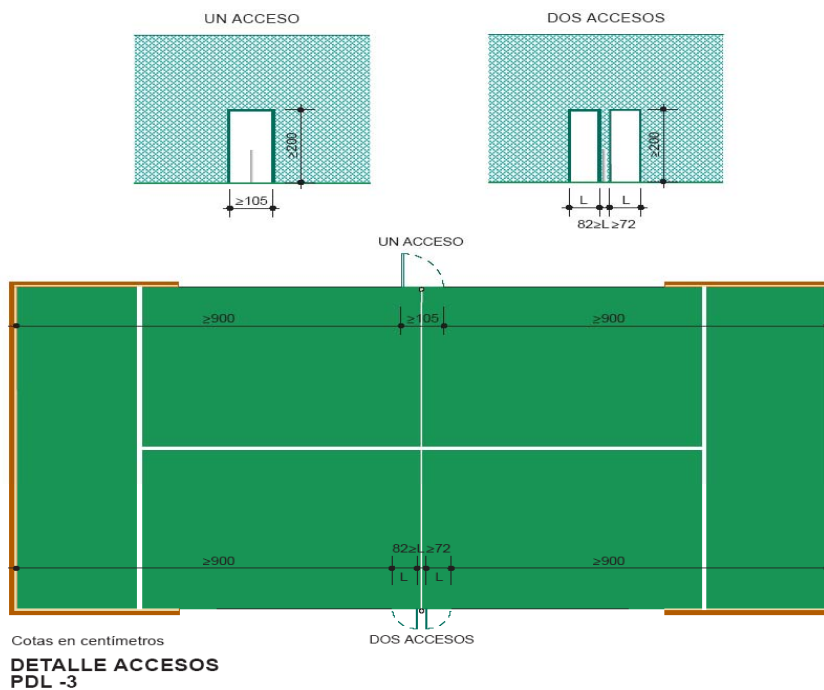 UN ACCESO
DOS ACCESOS
≥200
≥200
≥105
L
L
82≥L≥72
UN ACCESO
≥900
≥105
≥900
82≥L≥72
≥900
L
L
≥900
DOS ACCESOS
Cotas en centímetros
DETALLE ACCESOS
PDL -3